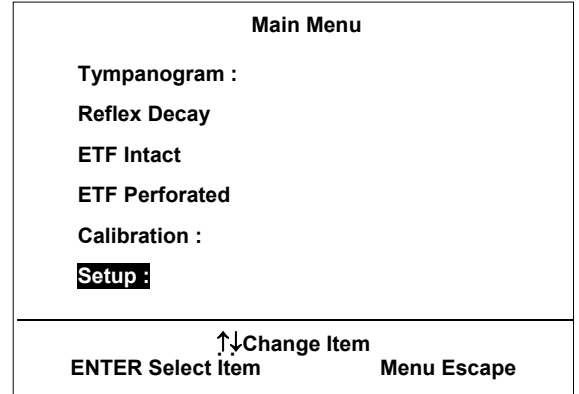 Main Menu
Tympanogram :
Reflex Decay
ETF Intact
ETF Perforated
Calibration :
Setup :
↑↓Change Item
ENTER Select Item Menu Escape